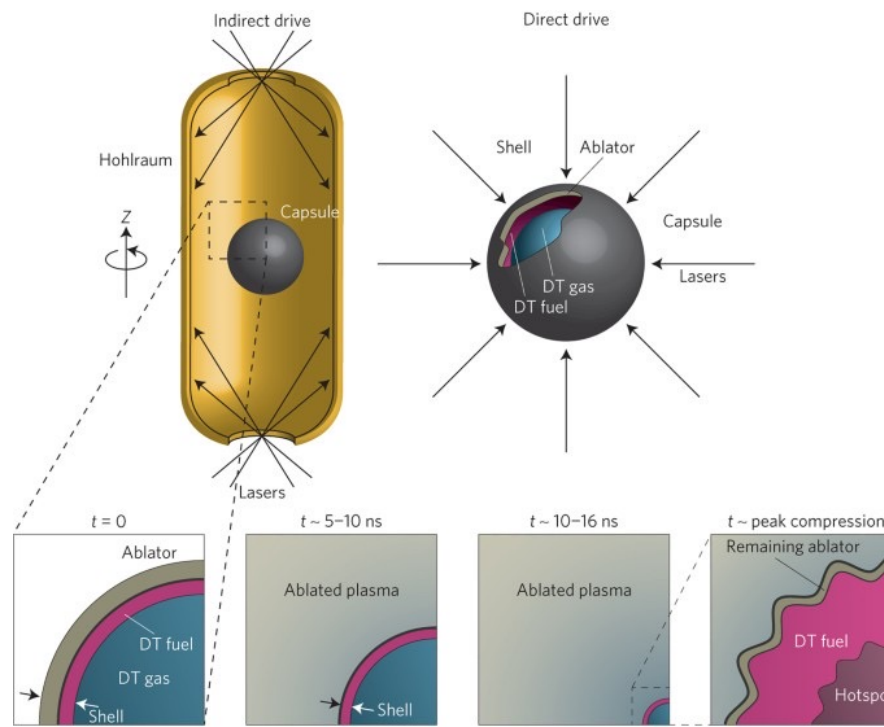 Indirect drive
Direct drive
Hohlraum
Capsule
Z
Lasers
Shell
Ablator
Capsule
Lasers
DT gas
DT fuel
t = 0
Ablator
DT fuel
DT gas
Shell
t ~ 5–10 ns
Ablated plasma
Shell
t ~ 10–16 ns
Ablated plasma
t ~ peak compression
Remaining ablator
DT fuel
Hotspo